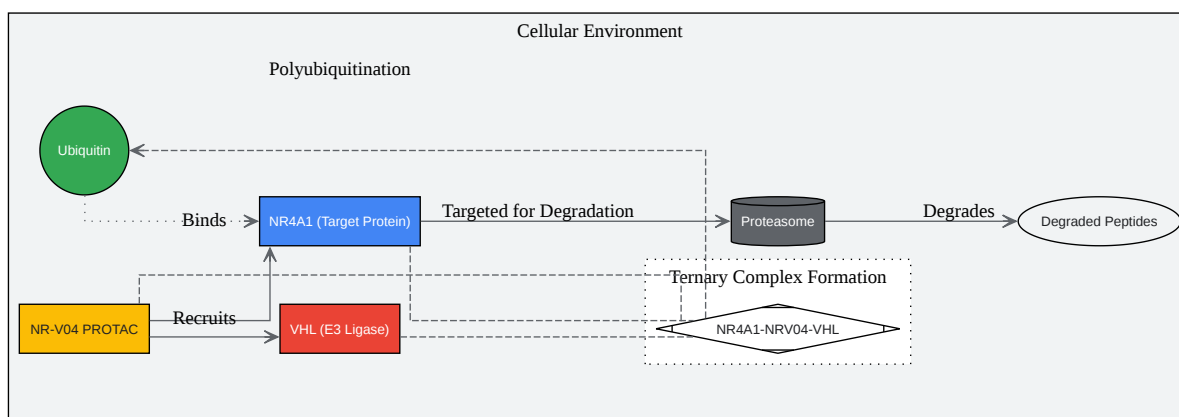 Cellular Environment
Polyubiquitination
Ubiquitin
Binds
NR4A1 (Target Protein)
Targeted for Degradation
Proteasome
Degrades
Degraded Peptides
Ternary Complex Formation
NR-V04 PROTAC
Recruits
VHL (E3 Ligase)
NR4A1-NRV04-VHL